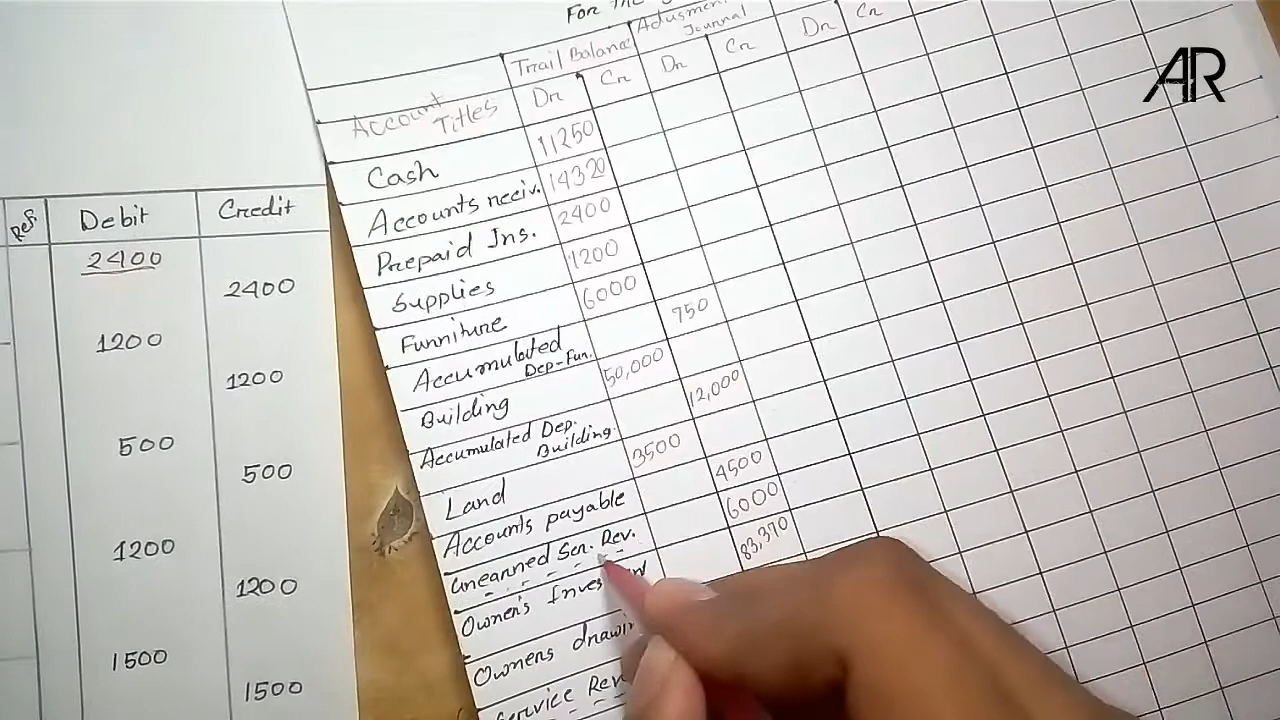 For the
Trail Balance Adusment Journal
Account Titles Dr Cr Dr Cr Dr Cr
Cash 11250
Accounts receiv. 14320
Prepaid Ins. 2400
Supplies 1200
Furniture 6000
Accumulated Dep-Fur. 750
Building 50,000
Accumulated Dep. Building. 12,000
Land 3500
Accounts payable 4500
Unearned Ser. Rev. 6000
Owner's 83,370
Owners
Service Rev
Ref. Debit Credit
2400
2400
1200
1200
500
500
1200
1200
1500
1500
AR